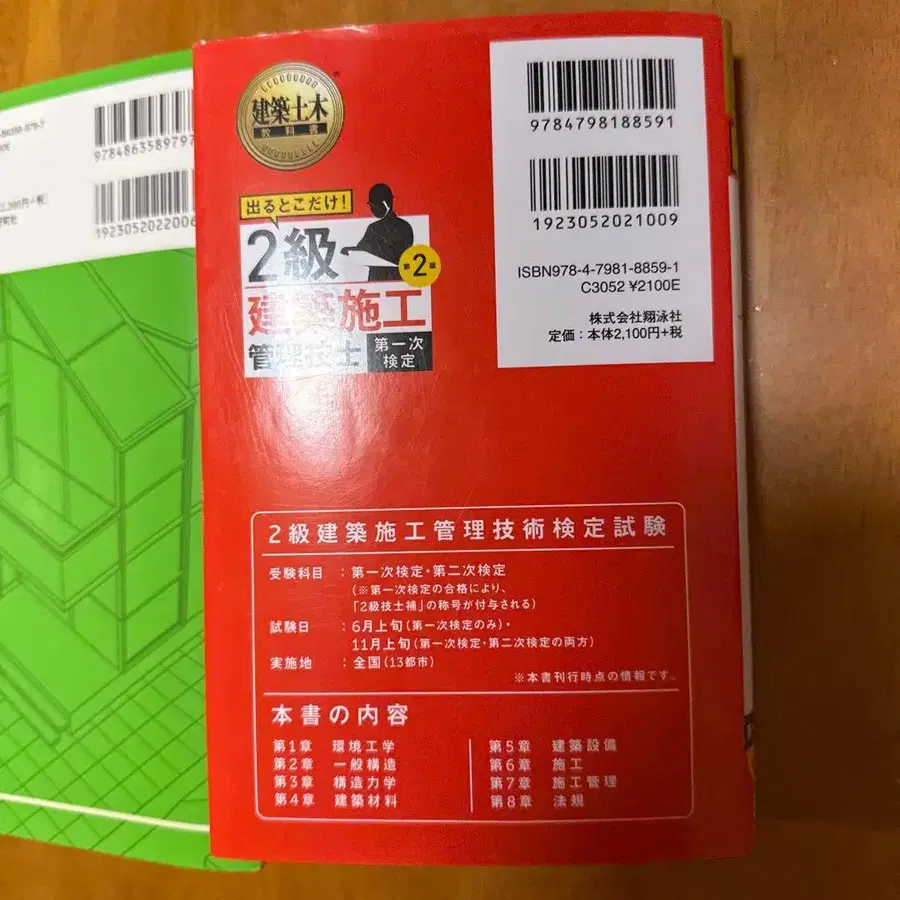 9784863589797
2,200円+税
1923052022006
建築土木
教科書
出るとこだけ!
2級
第2版
建築施工
管理技士
第一次
検定
9784798188591
1923052021009
ISBN978-4-7981-8859-1
C3052 ¥2100E
株式会社翔泳社
定価:本体2,100円+税
2級建築施工管理技術検定試験
受験科目 :第一次検定・第二次検定
(※第一次検定の合格により、
「2級技士補」の称号が付与される)
試験日 :6月上旬(第一次検定のみ)・
11月上旬(第一次検定・第二次検定の両方)
実施地 :全国(13都市)
※本書刊行時点の情報です。
本書の内容
第1章 環境工学
第2章 一般構造
第3章 構造力学
第4章 建築材料
第5章 建築設備
第6章 施工
第7章 施工管理
第8章 法規